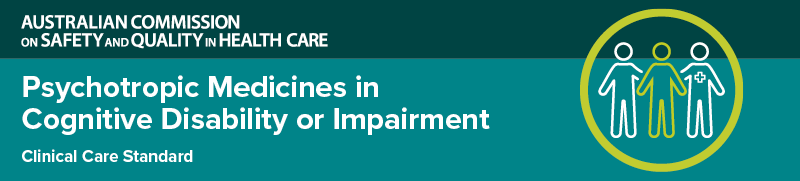 AUSTRALIAN COMMISSION
ON SAFETY AND QUALITY IN HEALTH CARE
Psychotropic Medicines in
Cognitive Disability or Impairment
Clinical Care Standard